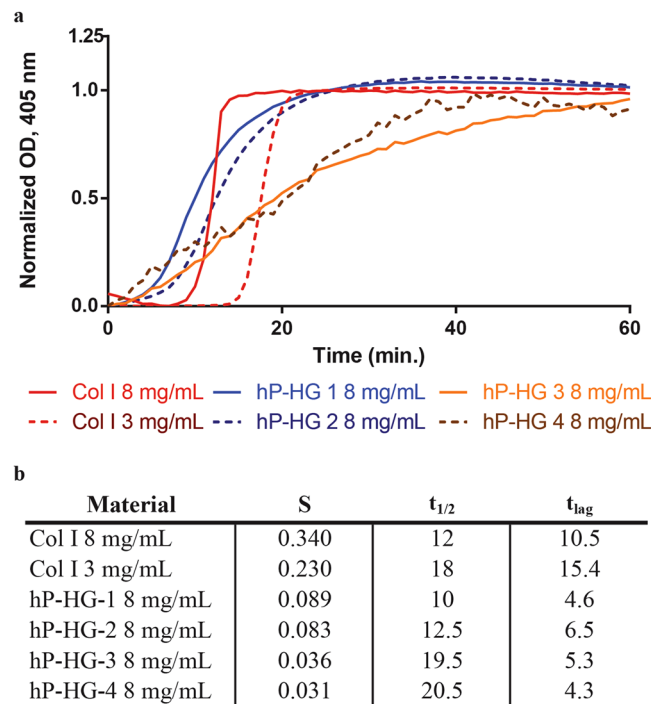 a
1.25
1.00
0.5
0.0
Normalized OD, 405 nm
0 20 40 60
Time (min.)
Col I 8 mg/mL hP-HG 1 8 mg/mL hP-HG 3 8 mg/mL
Col I 3 mg/mL hP-HG 2 8 mg/mL hP-HG 4 8 mg/mL
b
Material S t1/2 tlag
Col I 8 mg/mL 0.340 12 10.5
Col I 3 mg/mL 0.230 18 15.4
hP-HG-1 8 mg/mL 0.089 10 4.6
hP-HG-2 8 mg/mL 0.083 12.5 6.5
hP-HG-3 8 mg/mL 0.036 19.5 5.3
hP-HG-4 8 mg/mL 0.031 20.5 4.3